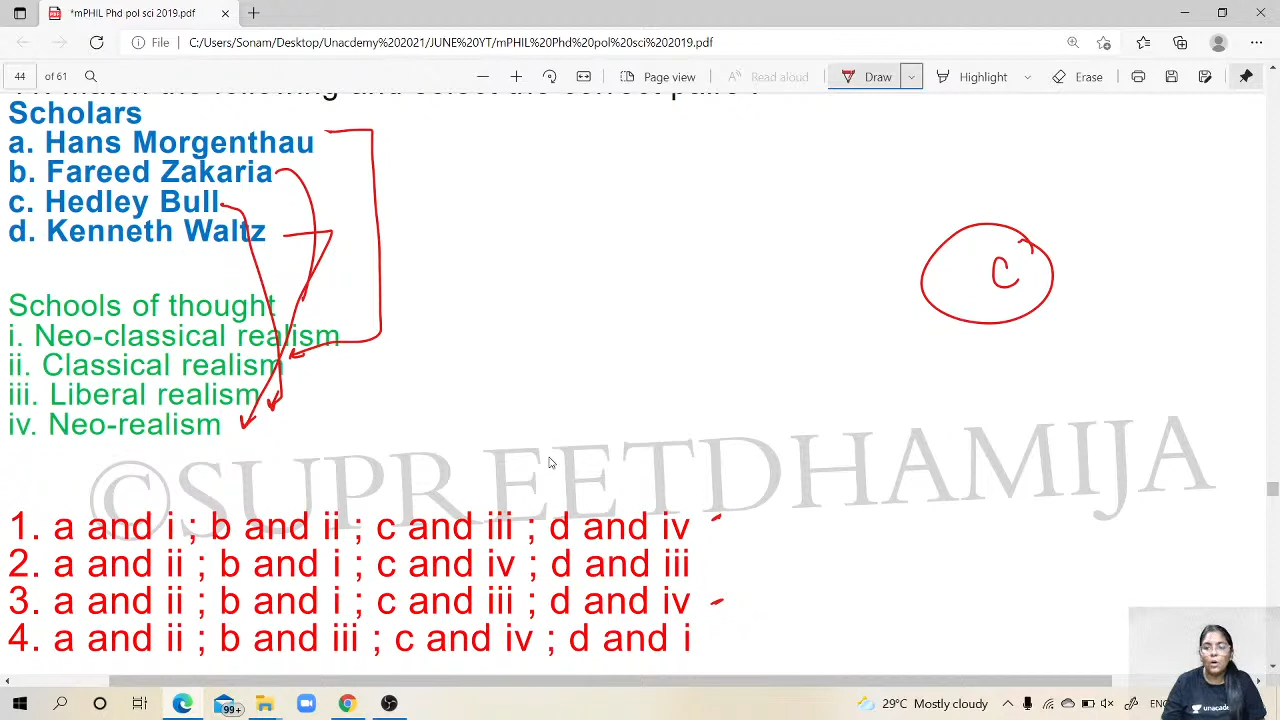 *mPHIL Phd pol sci 2019.pdf
File C:/Users/Sonam/Desktop/Unacdemy%202021/JUNE%20YT/mPHIL%20Phd%20pol%20sci%202019.pdf
44 of 61 Page view Read aloud Draw Highlight Erase
Scholars
a. Hans Morgenthau
b. Fareed Zakaria
c. Hedley Bull
d. Kenneth Waltz
C
Schools of thought
i. Neo-classical realism
ii. Classical realism
iii. Liberal realism
iv. Neo-realism
©SUPREETDHAMIJA
1. a and i ; b and ii ; c and iii ; d and iv
2. a and ii ; b and i ; c and iv ; d and iii
3. a and ii ; b and i ; c and iii ; d and iv
4. a and ii ; b and iii ; c and iv ; d and i
99+ 29°C Mostly cloudy